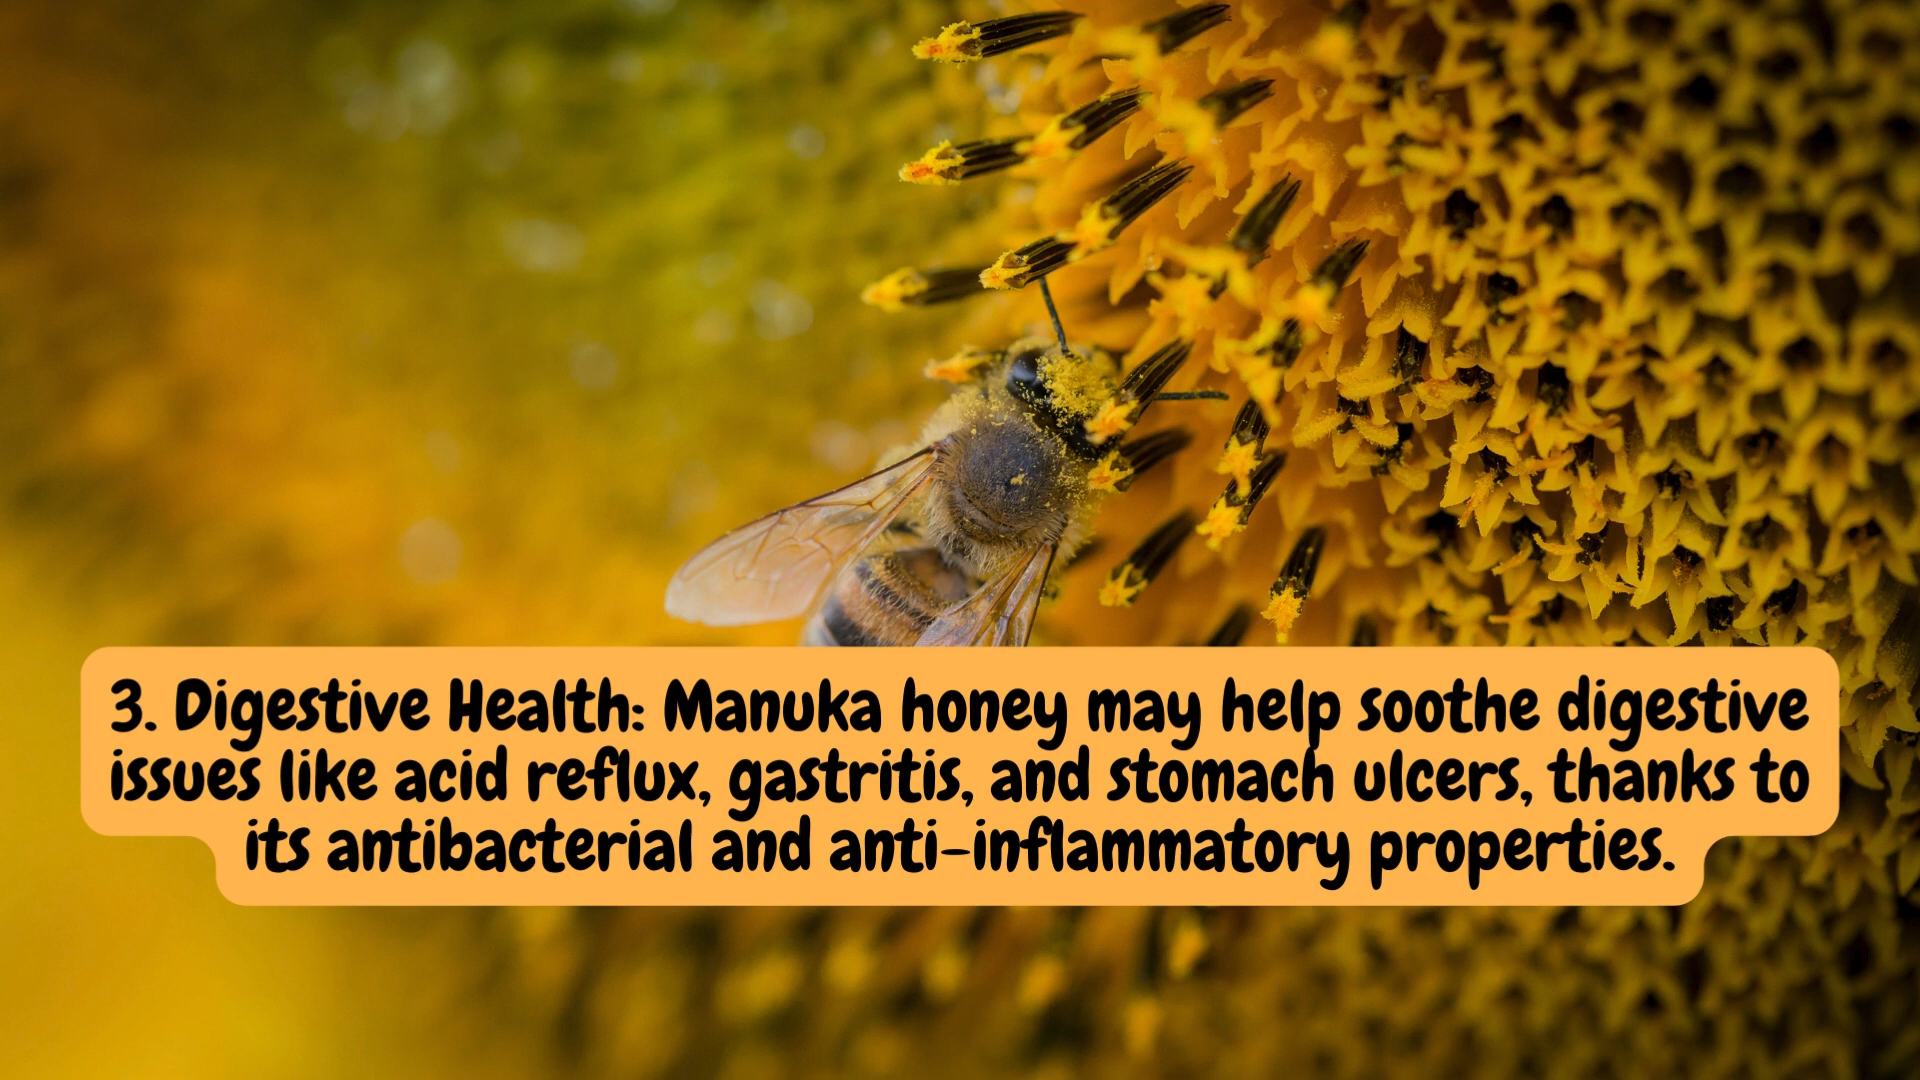 3. Digestive Health: Manuka honey may help soothe digestive
issues like acid reflux, gastritis, and stomach ulcers, thanks to
its antibacterial and anti-inflammatory properties.